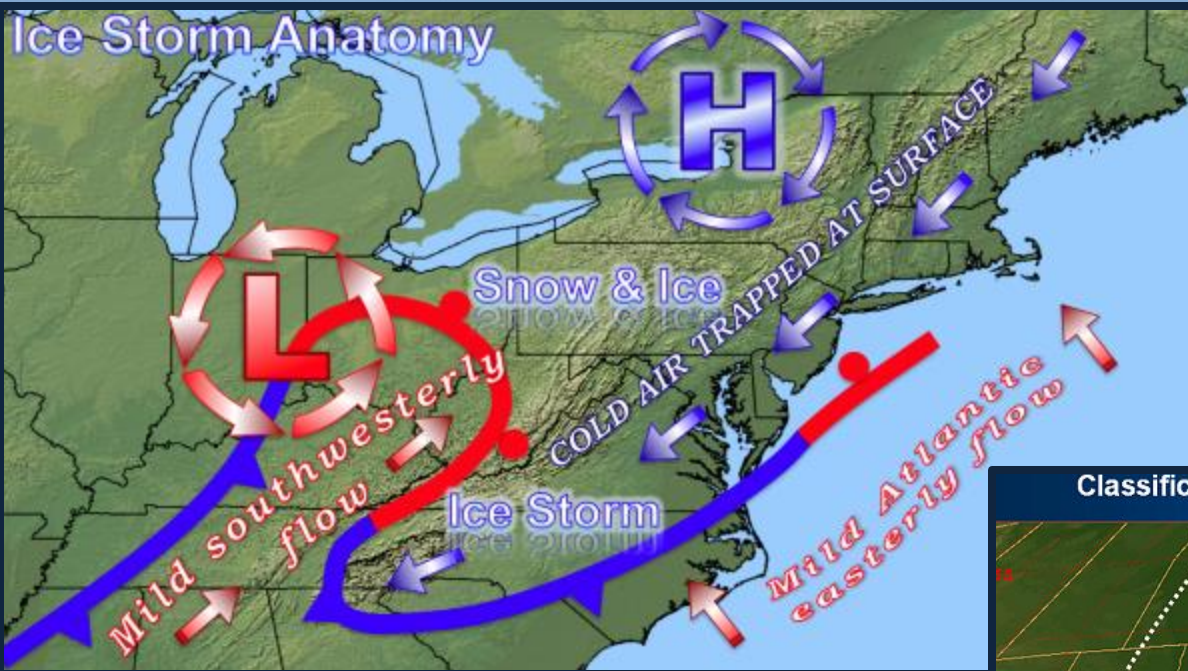 Ice Storm Anatomy
H
COLD AIR TRAPPED AT SURFACE
L
Snow & Ice
Mild southwesterly
flow
Ice Storm
Mild Atlantic
easterly flow
Classific